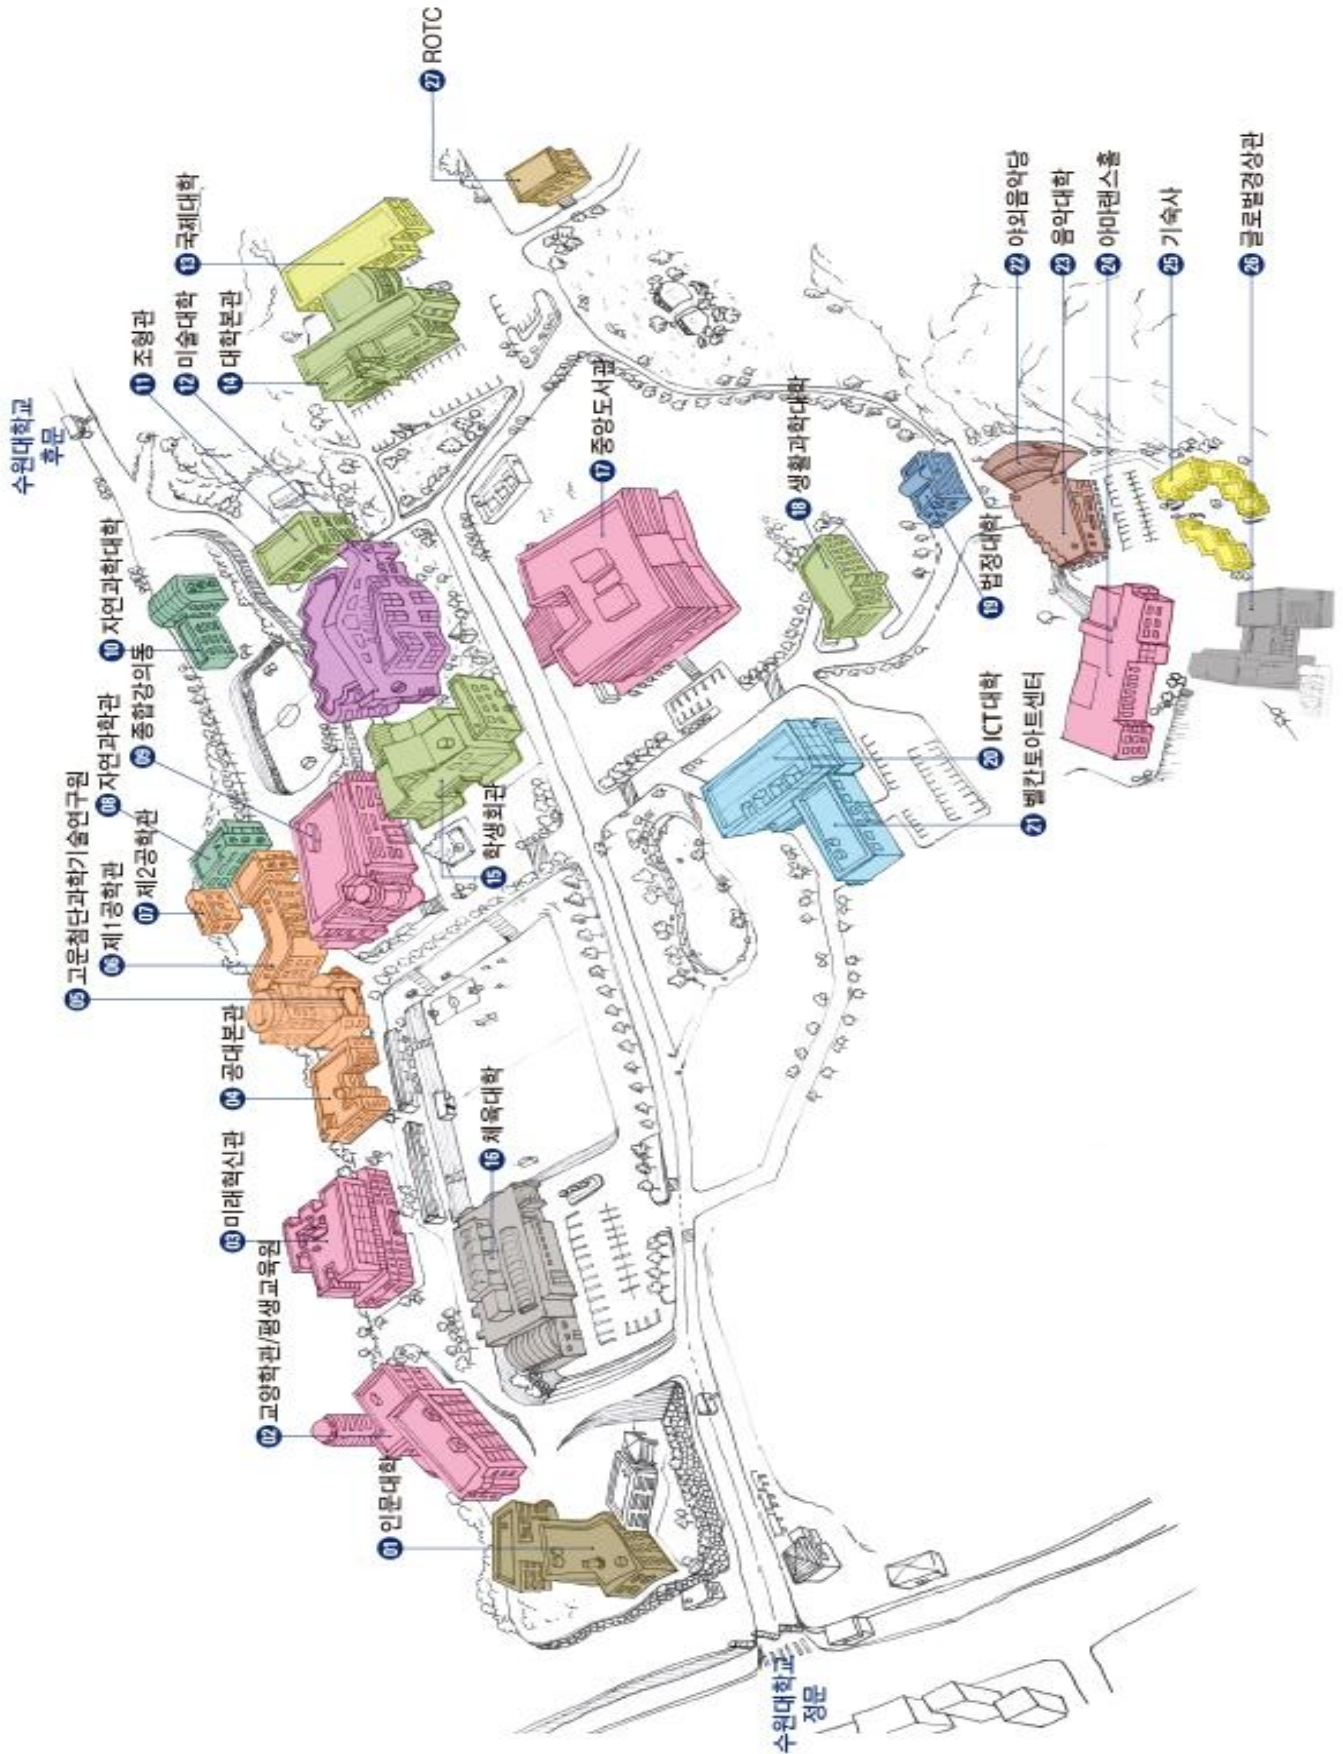 수원대학교
후문
수원대학교
정문
01 인문대학
02 교양학관/평생교육원
03 미래혁신관
04 공대본관
05 고운첨단과학기술연구원
06 제1공학관
07 제2공학관
08 자연과학관
09 종합강의동
10 자연과학대학
11 조형관
12 미술대학
13 국제대학
14 대학본관
15 학생회관
16 체육대학
17 중앙도서관
18 생활과학대학
19 법정대학
20 ICT대학
21 벨칸토아트센터
22 야외음악당
23 음악대학
24 아마랜스홀
25 기숙사
26 글로벌경상관
27 ROTC